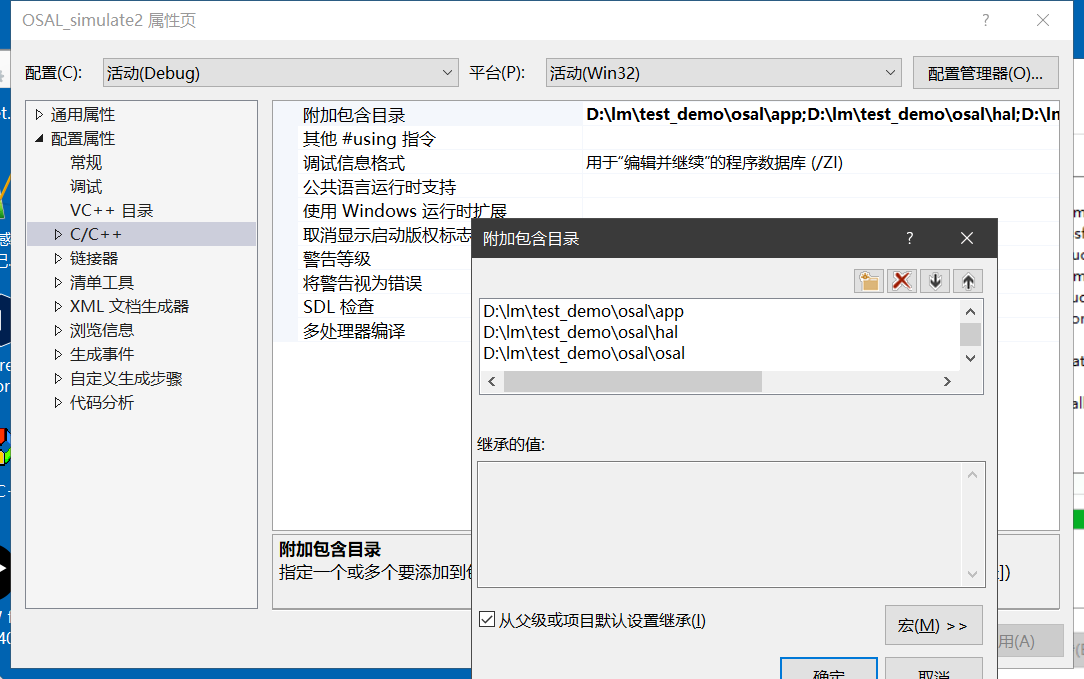 OSAL_simulate2 属性页
?
配置(C): 活动(Debug) 平台(P): 活动(Win32) 配置管理器(O)...
通用属性
配置属性
常规
调试
VC++ 目录
C/C++
链接器
清单工具
XML 文档生成器
浏览信息
生成事件
自定义生成步骤
代码分析
附加包含目录 D:\lm\test_demo\osal\app;D:\lm\test_demo\osal\hal;D:\lm
其他 #using 指令
调试信息格式 用于“编辑并继续”的程序数据库 (/ZI)
公共语言运行时支持
使用 Windows 运行时扩展
取消显示启动版权标志
警告等级
将警告视为错误
SDL 检查
多处理器编译
附加包含目录
指定一个或多个要添加到
附加包含目录 ?
D:\lm\test_demo\osal\app
D:\lm\test_demo\osal\hal
D:\lm\test_demo\osal\osal
继承的值:
从父级或项目默认设置继承(I)
宏(M) >>
确定 取消
用(A)